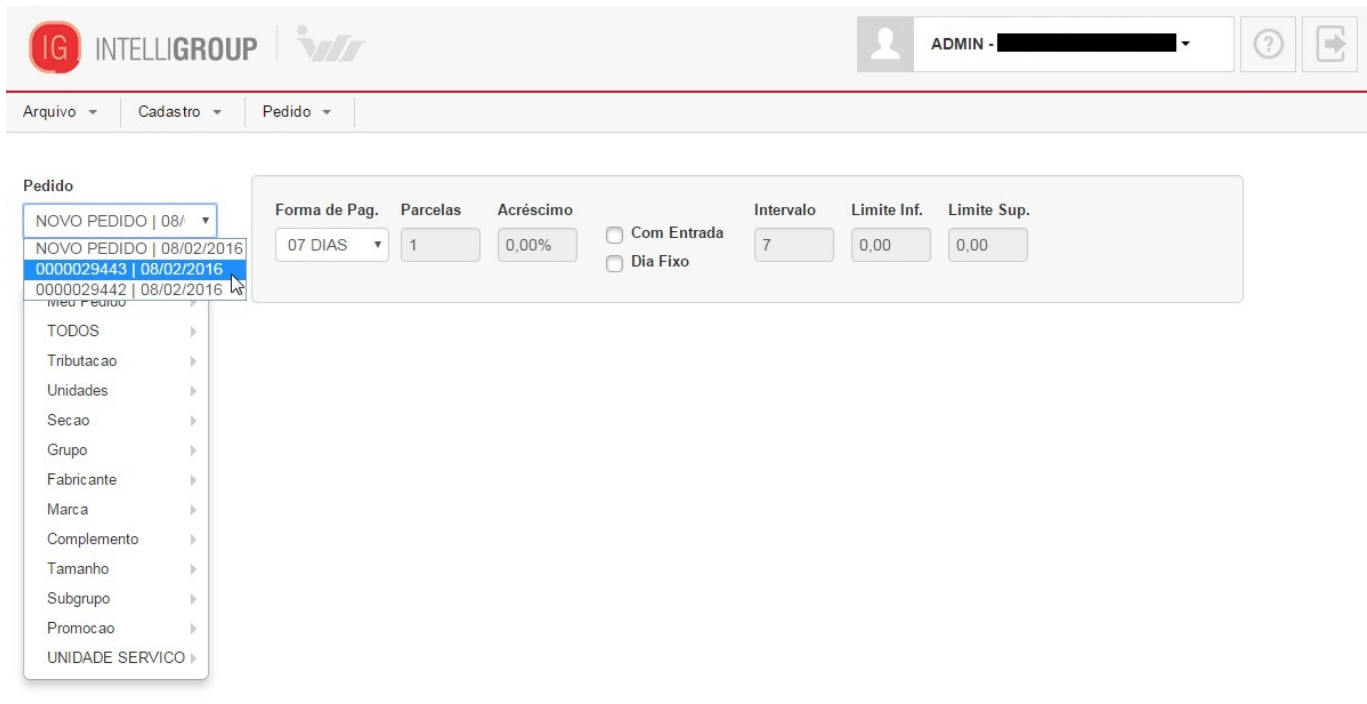 IG INTELLIGROUP
ADMIN -
?
Arquivo
Cadastro
Pedido
Pedido
NOVO PEDIDO | 08/
NOVO PEDIDO | 08/02/2016
0000029443 | 08/02/2016
0000029442 | 08/02/2016
Forma de Pag.
Parcelas
Acréscimo
Intervalo
Limite Inf.
Limite Sup.
07 DIAS
1
0,00%
Com Entrada
Dia Fixo
7
0,00
0,00
Meu Pedido
TODOS
Tributacao
Unidades
Secao
Grupo
Fabricante
Marca
Complemento
Tamanho
Subgrupo
Promocao
UNIDADE SERVICO